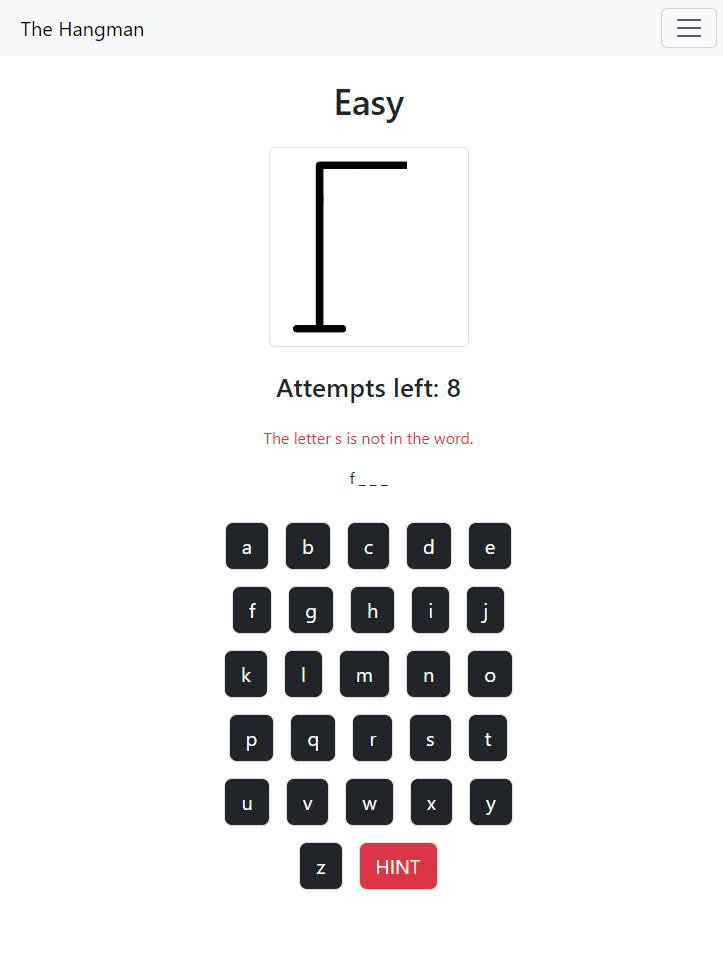 The Hangman
Easy
Attempts left: 8
The letter s is not in the word.
f _ _ _
a b c d e
f g h i j
k l m n o
p q r s t
u v w x y
z HINT